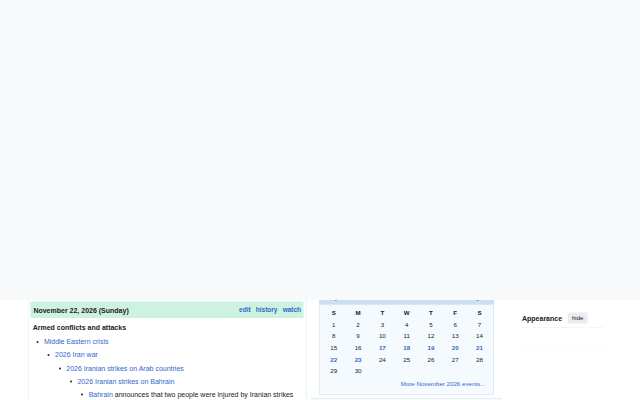 November 22, 2026 (Sunday) edit history watch
Armed conflicts and attacks
• Middle Eastern crisis
• 2026 Iran war
• 2026 Iranian strikes on Arab countries
• 2026 Iranian strikes on Bahrain
• Bahrain announces that two people were injured by Iranian strikes
S M T W T F S
1 2 3 4 5 6 7
8 9 10 11 12 13 14
15 16 17 18 19 20 21
22 23 24 25 26 27 28
29 30
More November 2026 events...
Appearance hide